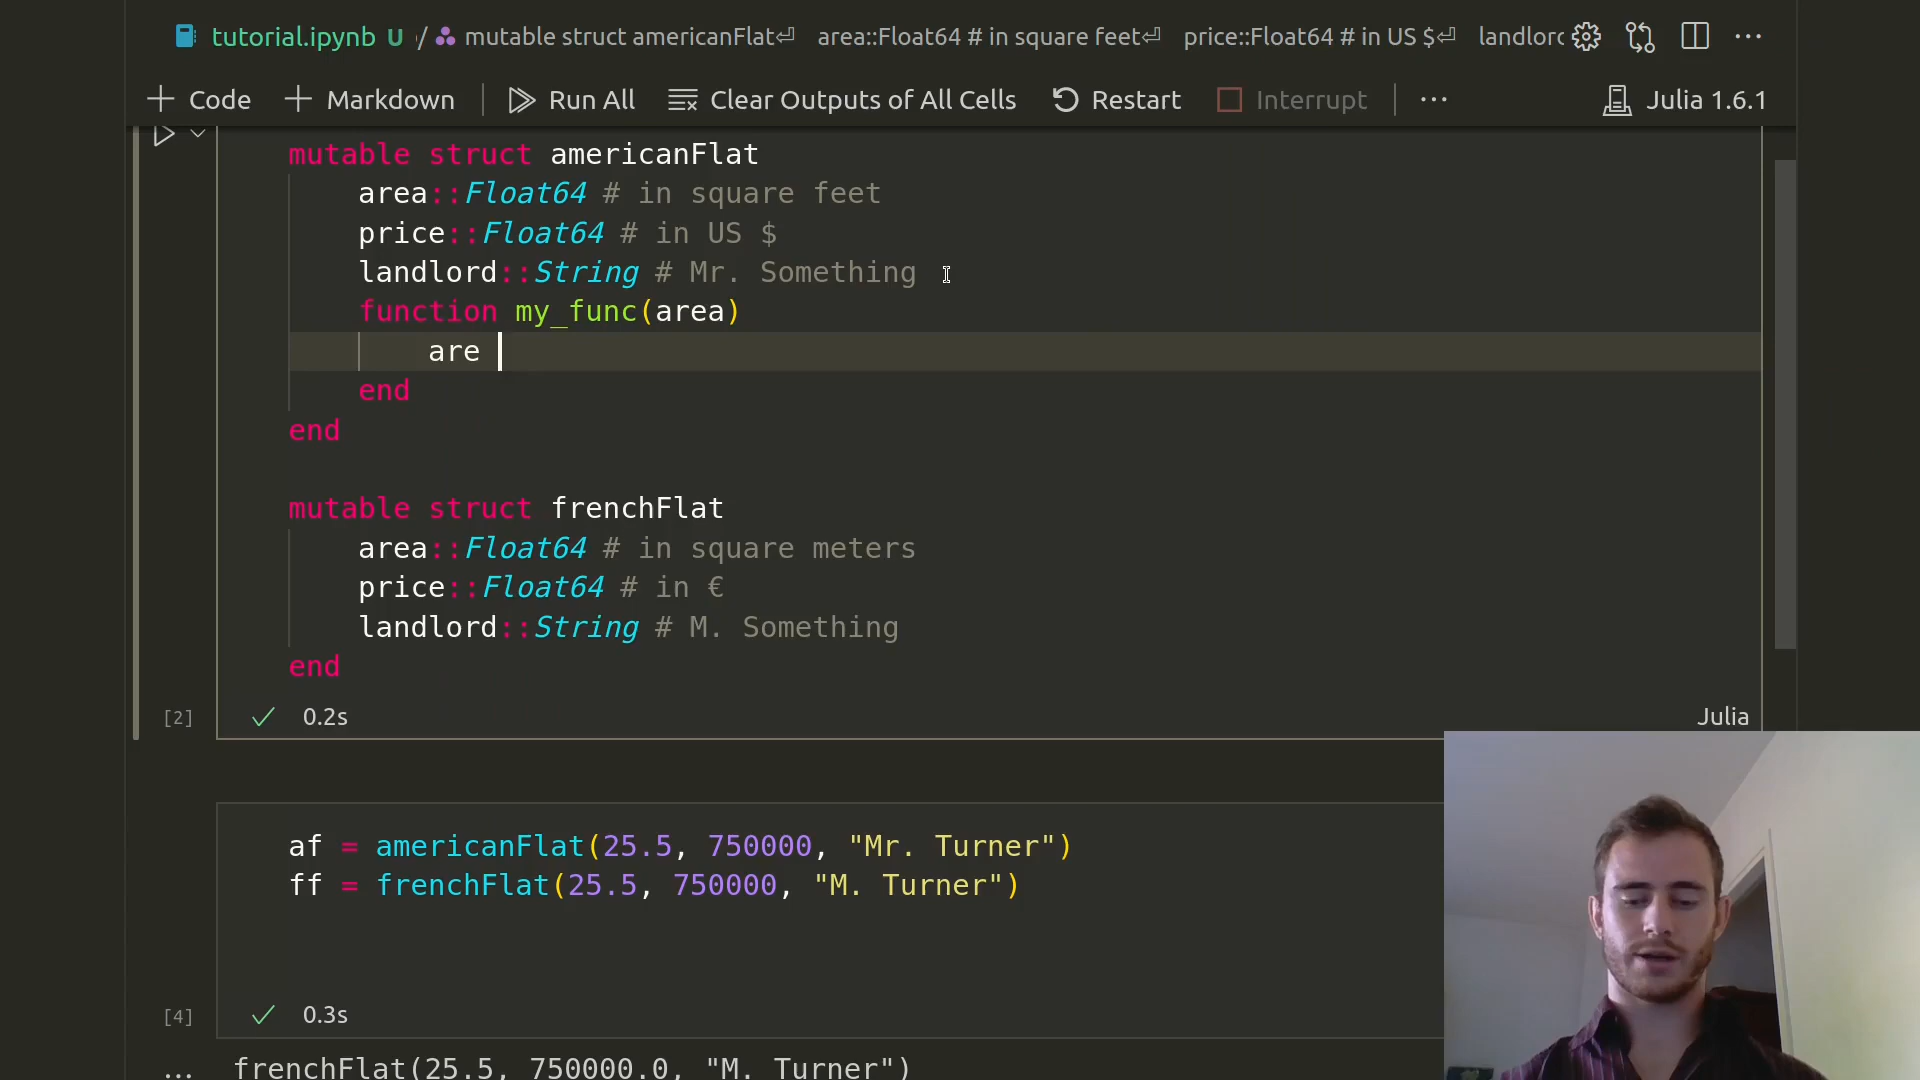 tutorial.ipynb U / mutable struct americanFlat⏎ area::Float64 # in square feet⏎ price::Float64 # in US $⏎ landlorc
Code Markdown Run All Clear Outputs of All Cells Restart Interrupt ... Julia 1.6.1
mutable struct americanFlat
area::Float64 # in square feet
price::Float64 # in US $
landlord::String # Mr. Something
function my_func(area)
are
end
end
mutable struct frenchFlat
area::Float64 # in square meters
price::Float64 # in €
landlord::String # M. Something
end
[2] 0.2s Julia
af = americanFlat(25.5, 750000, "Mr. Turner")
ff = frenchFlat(25.5, 750000, "M. Turner")
[4] 0.3s
... frenchFlat(25.5, 750000.0, "M. Turner")